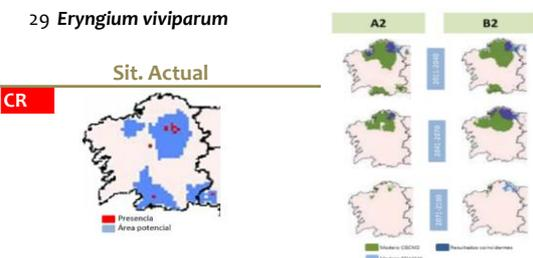 29 Eryngium viviparum
Sit. Actual
CR
Presencia
Área potencial
A2
B2
2011-2040
2041-2070
2071-2100
Modelo CGCM2
Resultados coincidentes
Modelo